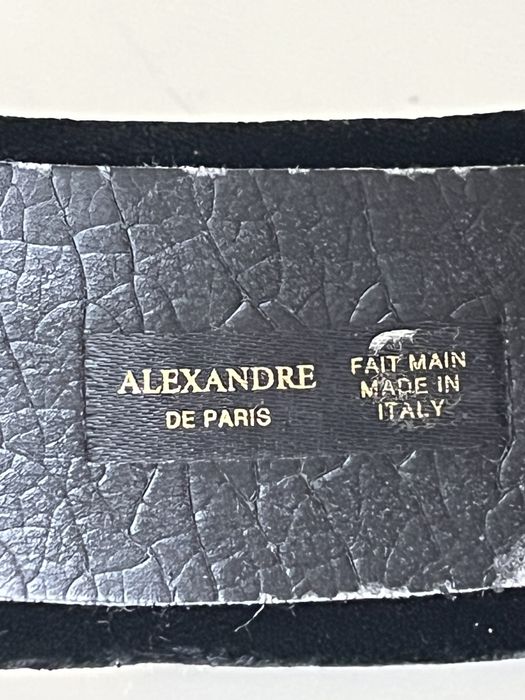 ALEXANDRE
DE PARIS
FAIT MAIN
MADE IN
ITALY